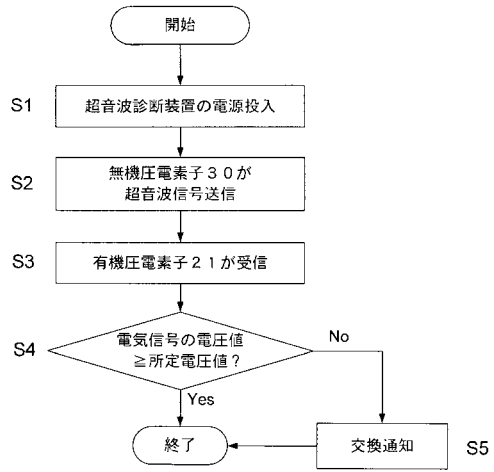 開始
S1
超音波診断装置の電源投入
S2
無機圧電素子30が
超音波信号送信
S3
有機圧電素子21が受信
S4
電気信号の電圧値
≧所定電圧値?
No
Yes
終了
交換通知
S5